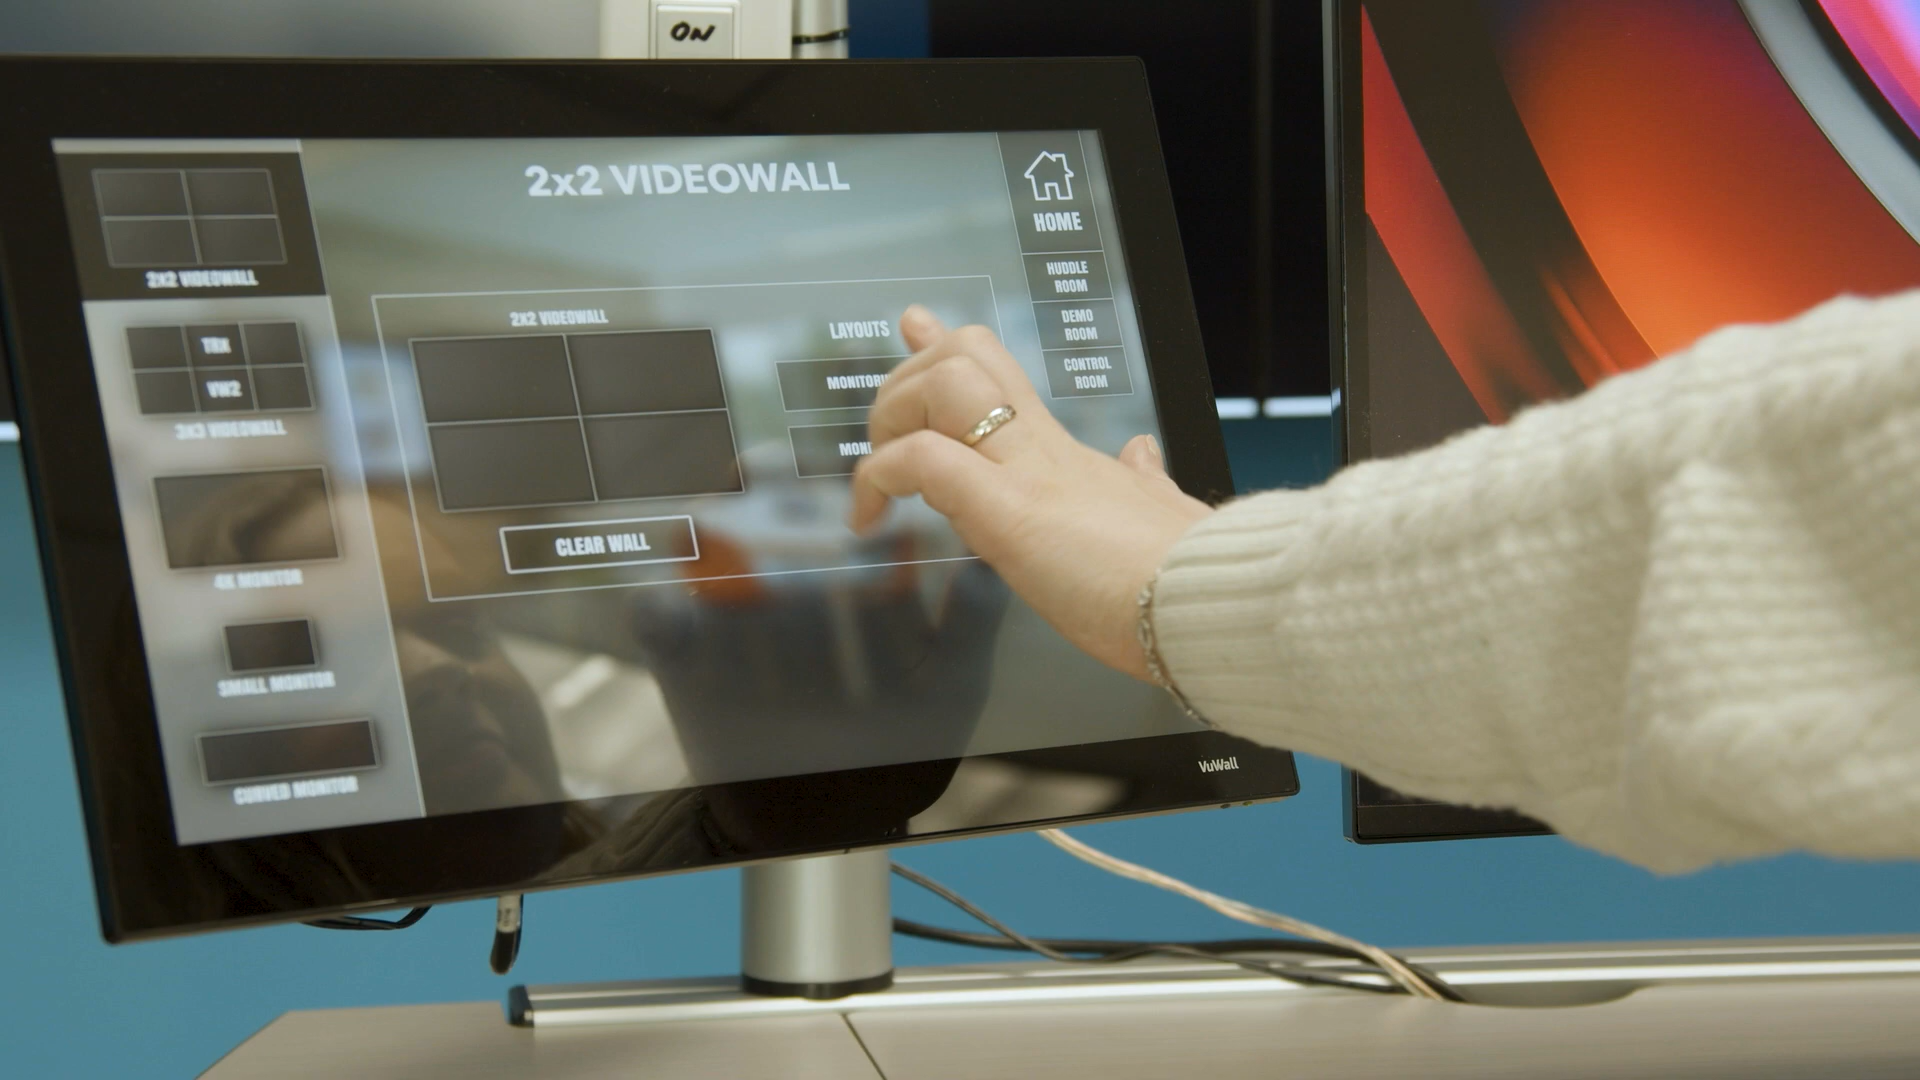 ON
2x2 VIDEOWALL
2X2 VIDEOWALL
TRX
VW2
2X3 VIDEOWALL
4K MONITOR
SMALL MONITOR
CURVED MONITOR
2X2 VIDEOWALL
CLEAR WALL
LAYOUTS
HOME
HUDDLE
ROOM
DEMO
ROOM
CONTROL
ROOM
VuWall